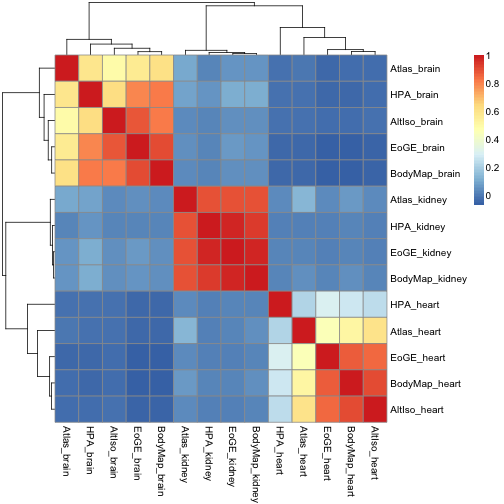 Atlas_brain
HPA_brain
AltIso_brain
EoGE_brain
BodyMap_brain
Atlas_kidney
HPA_kidney
EoGE_kidney
BodyMap_kidney
HPA_heart
Atlas_heart
EoGE_heart
BodyMap_heart
AltIso_heart
1
0.8
0.6
0.4
0.2
0
Atlas_brain
HPA_brain
AltIso_brain
EoGE_brain
BodyMap_brain
Atlas_kidney
HPA_kidney
EoGE_kidney
BodyMap_kidney
HPA_heart
Atlas_heart
EoGE_heart
BodyMap_heart
AltIso_heart